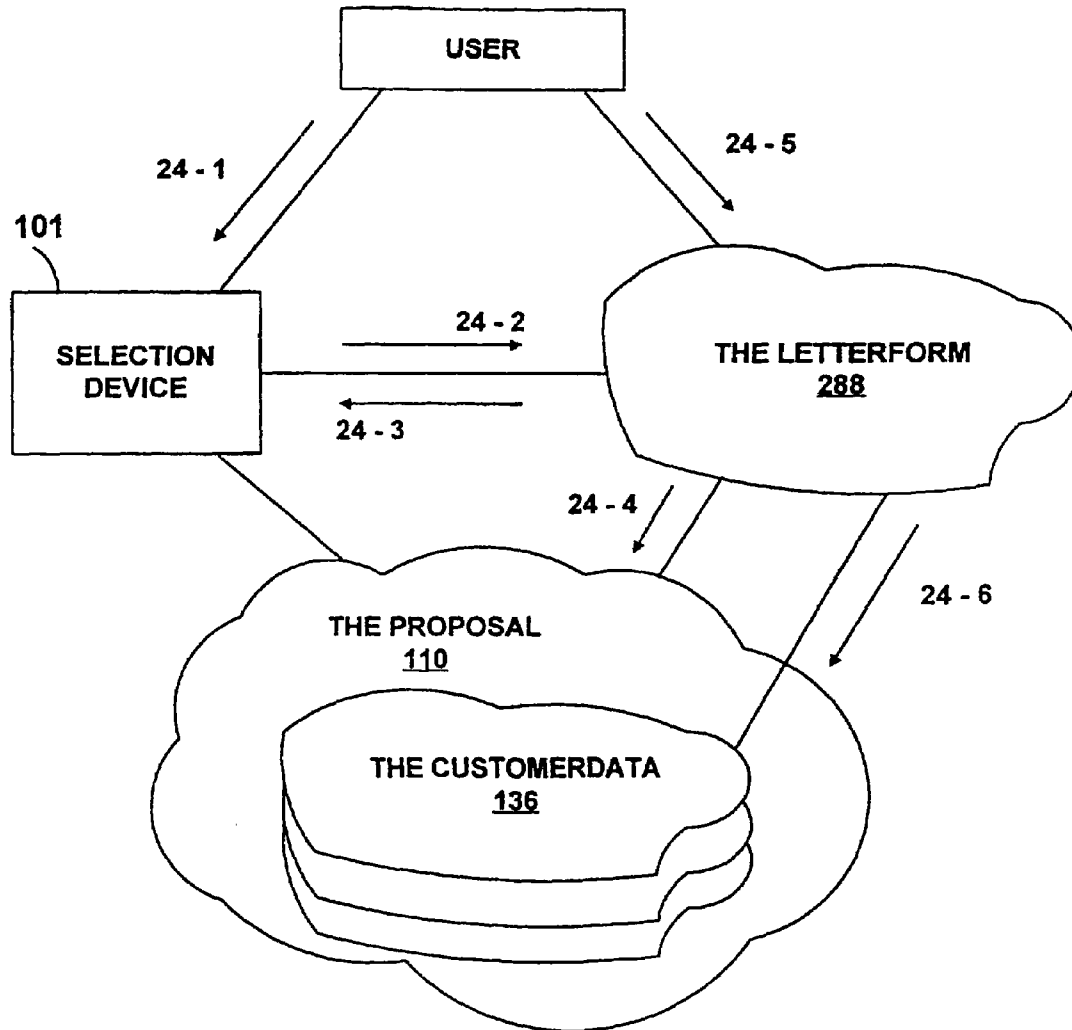 USER
24 - 1
24 - 5
101
SELECTION
DEVICE
24 - 2
24 - 3
THE LETTERFORM
288
24 - 4
24 - 6
THE PROPOSAL
110
THE CUSTOMERDATA
136